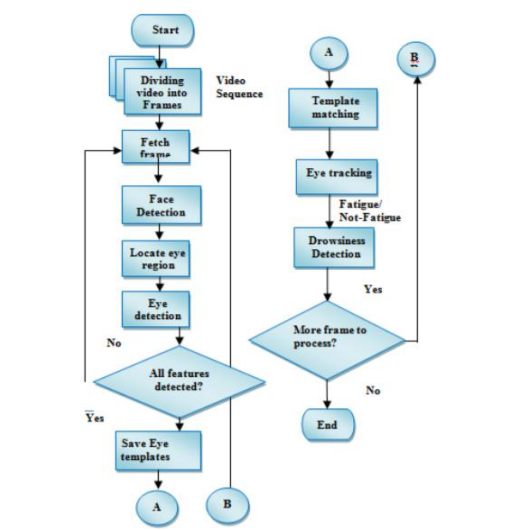 Start
Dividing
video into
Frames
Video
Sequence
Fetch
frame
Face
Detection
Locate eye
region
Eye
detection
No
All features
detected?
Yes
Save Eye
templates
A
B
A
B
Template
matching
Eye tracking
Fatigue/
Not-Fatigue
Drowsiness
Detection
Yes
More frame to
process?
No
End